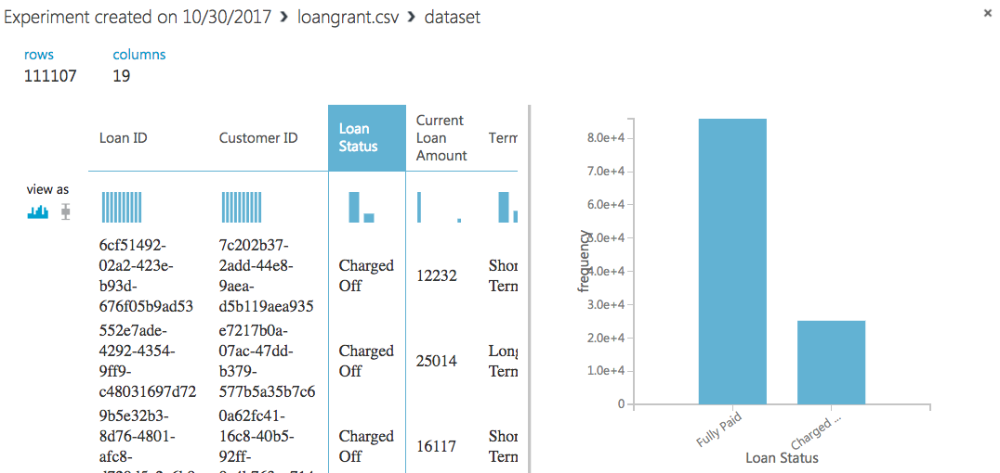 Experiment created on 10/30/2017 › loangrant.csv › dataset
×
rows
columns
111107
19
Loan ID
Customer ID
Loan
Status
Current
Loan
Amount
Term
view as
6cf51492-
02a2-423e-
b93d-
676f05b9ad53
7c202b37-
2add-44e8-
9aea-
d5b119aea935
Charged
Off
12232
Shor
Term
552e7ade-
4292-4354-
9ff9-
c48031697d72
e7217b0a-
07ac-47dd-
b379-
577b5a35b7c6
Charged
Off
25014
Long
Term
9b5e32b3-
8d76-4801-
afc8-
0a62fc41-
16c8-40b5-
92ff-
Charged
Off
16117
Shor
Term
frequency
8.0e+4
7.0e+4
6.0e+4
5.0e+4
4.0e+4
3.0e+4
2.0e+4
1.0e+4
0
Fully Paid
Charged ...
Loan Status